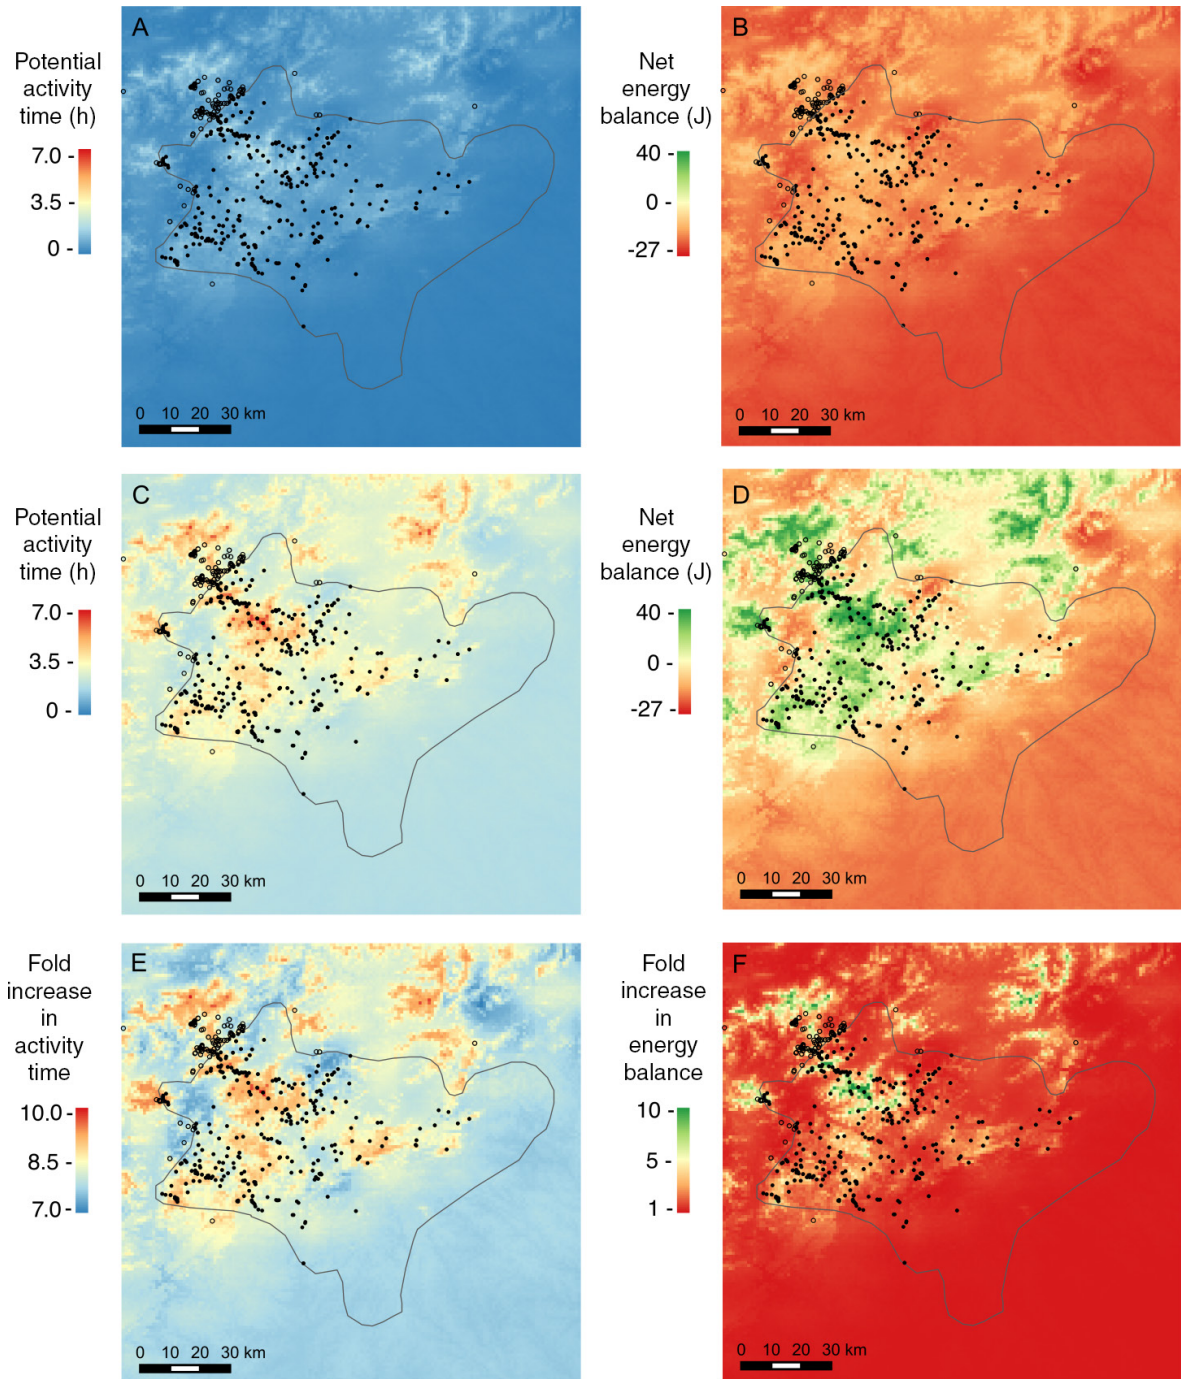 A
Potential
activity
time (h)
7.0 -
3.5 -
0 -
0 10 20 30 km
B
Net
energy
balance (J)
40 -
0 -
-27 -
0 10 20 30 km
C
Potential
activity
time (h)
7.0 -
3.5 -
0 -
0 10 20 30 km
D
Net
energy
balance (J)
40 -
0 -
-27 -
0 10 20 30 km
E
Fold
increase
in
activity
time
10.0 -
8.5 -
7.0 -
0 10 20 30 km
F
Fold
increase
in
energy
balance
10 -
5 -
1 -
0 10 20 30 km